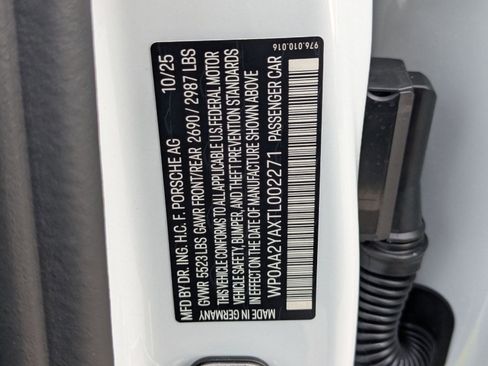 MFD BY DR. ING. H.C. F. PORSCHE AG 10/25
GVWR 5523 LBS GAWR FRONT/REAR 2690 / 2987 LBS
THIS VEHICLE CONFORMS TO ALL APPLICABLE U.S. FEDERAL MOTOR
VEHICLE SAFETY, BUMPER, AND THEFT PREVENTION STANDARDS
IN EFFECT ON THE DATE OF MANUFACTURE SHOWN ABOVE
WP0AA2YAXTL002271 PASSENGER CAR
MADE IN GERMANY
976.010.016